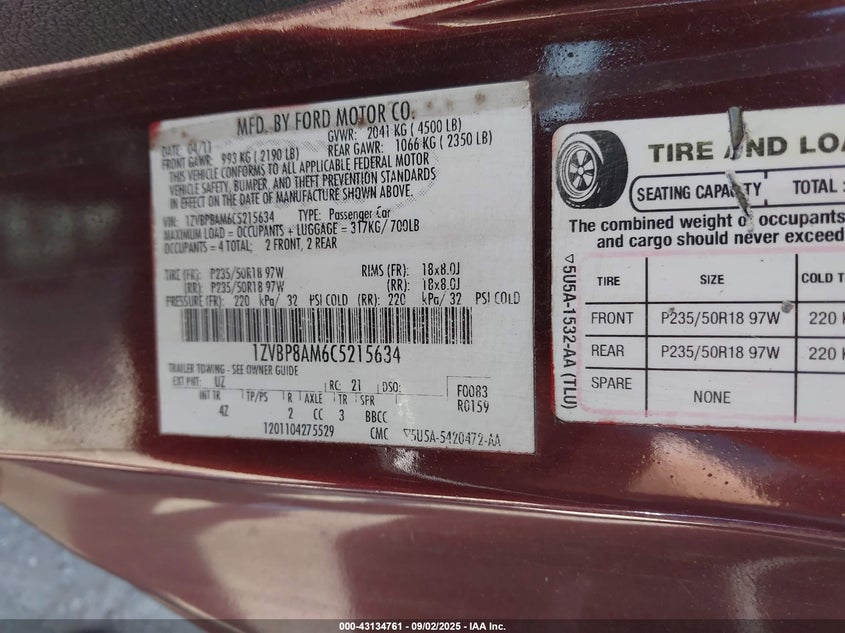 MFD. BY FORD MOTOR CO.
DATE: 04/11 GVWR: 2041 KG ( 4500 LB)
FRONT GAWR: 993 KG ( 2190 LB) REAR GAWR: 1066 KG ( 2350 LB)
THIS VEHICLE CONFORMS TO ALL APPLICABLE FEDERAL MOTOR
VEHICLE SAFETY, BUMPER, AND THEFT PREVENTION STANDARDS
IN EFFECT ON THE DATE OF MANUFACTURE SHOWN ABOVE.
VIN: 1ZVBP8AM6C5215634 TYPE: Passenger Car
MAXIMUM LOAD = OCCUPANTS + LUGGAGE = 317KG/ 700LB
OCCUPANTS = 4 TOTAL; 2 FRONT, 2 REAR
TIRE (FR): P235/50R18 97W RIMS (FR): 18x8.0J
(RR): P235/50R18 97W (RR): 18x8.0J
PRESSURE (FR): 220 kPa/ 32 PSI COLD (RR): 220 kPa/ 32 PSI COLD
1ZVBP8AM6C5215634
TRAILER TOWING - SEE OWNER GUIDE
EXT PNT: UZ RC: 21 DSO: F0083
INT TR TP/PS R AXLE TR SPR R0159
4Z 2 CC 3 BBCC
1201104275529 CMC ▽5U5A-5420472-AA
TIRE AND LOA
SEATING CAPACITY TOTAL
The combined weight of occupants
and cargo should never exceed
▽5U5A-1532-AA (TLU)
TIRE SIZE COLD T
FRONT P235/50R18 97W 220
REAR P235/50R18 97W 220
SPARE NONE
000-43134761 - 09/02/2025 - IAA Inc.